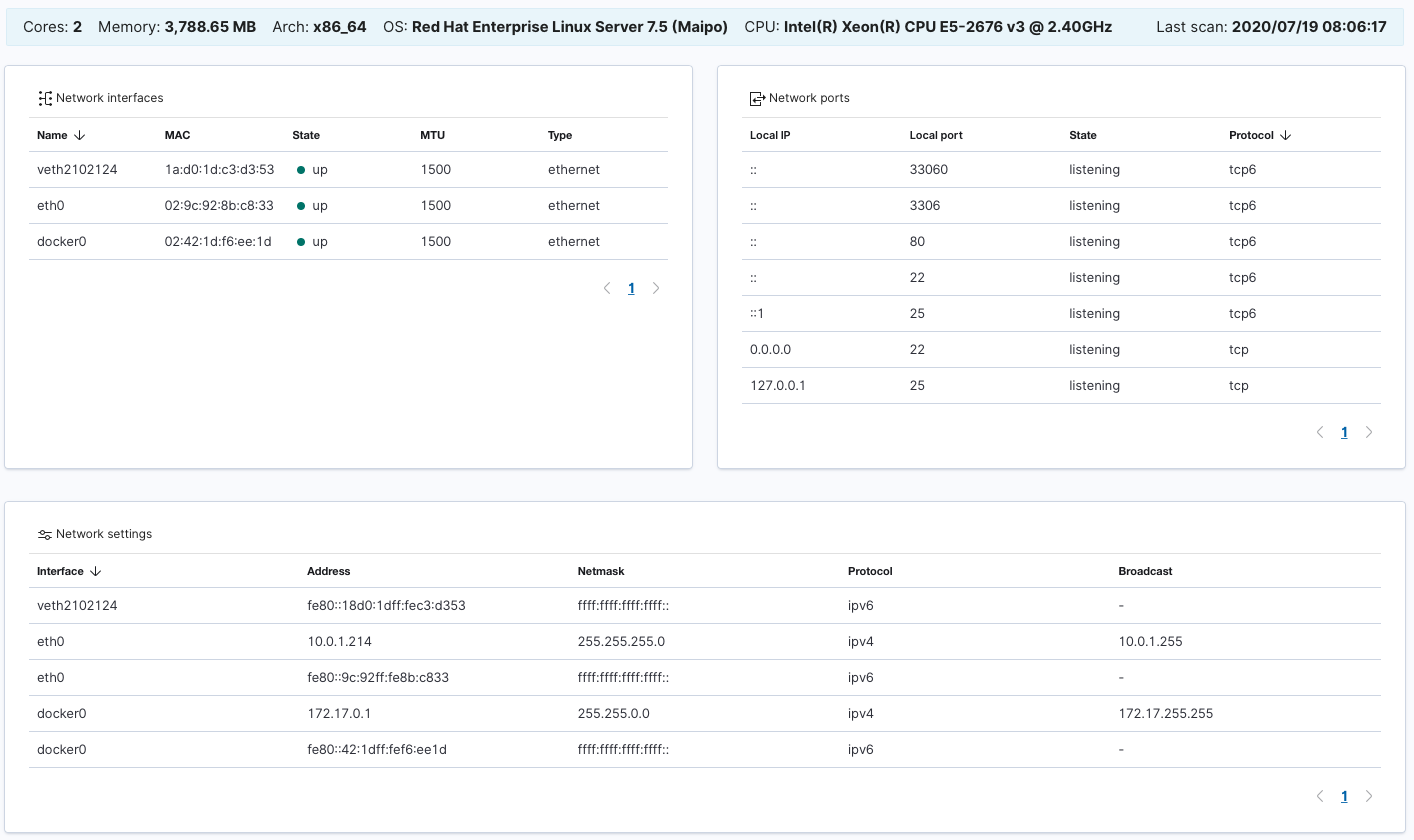 Cores: 2 Memory: 3,788.65 MB Arch: x86_64 OS: Red Hat Enterprise Linux Server 7.5 (Maipo) CPU: Intel(R) Xeon(R) CPU E5-2676 v3 @ 2.40GHz Last scan: 2020/07/19 08:06:17
Network interfaces
Name MAC State MTU Type
veth2102124 1a:d0:1d:c3:d3:53 up 1500 ethernet
eth0 02:9c:92:8b:c8:33 up 1500 ethernet
docker0 02:42:1d:f6:ee:1d up 1500 ethernet
1
Network ports
Local IP Local port State Protocol
:: 33060 listening tcp6
:: 3306 listening tcp6
:: 80 listening tcp6
:: 22 listening tcp6
::1 25 listening tcp6
0.0.0.0 22 listening tcp
127.0.0.1 25 listening tcp
1
Network settings
Interface Address Netmask Protocol Broadcast
veth2102124 fe80::18d0:1dff:fec3:d353 ffff:ffff:ffff:ffff:: ipv6 -
eth0 10.0.1.214 255.255.255.0 ipv4 10.0.1.255
eth0 fe80::9c:92ff:fe8b:c833 ffff:ffff:ffff:ffff:: ipv6 -
docker0 172.17.0.1 255.255.0.0 ipv4 172.17.255.255
docker0 fe80::42:1dff:fef6:ee1d ffff:ffff:ffff:ffff:: ipv6 -
1